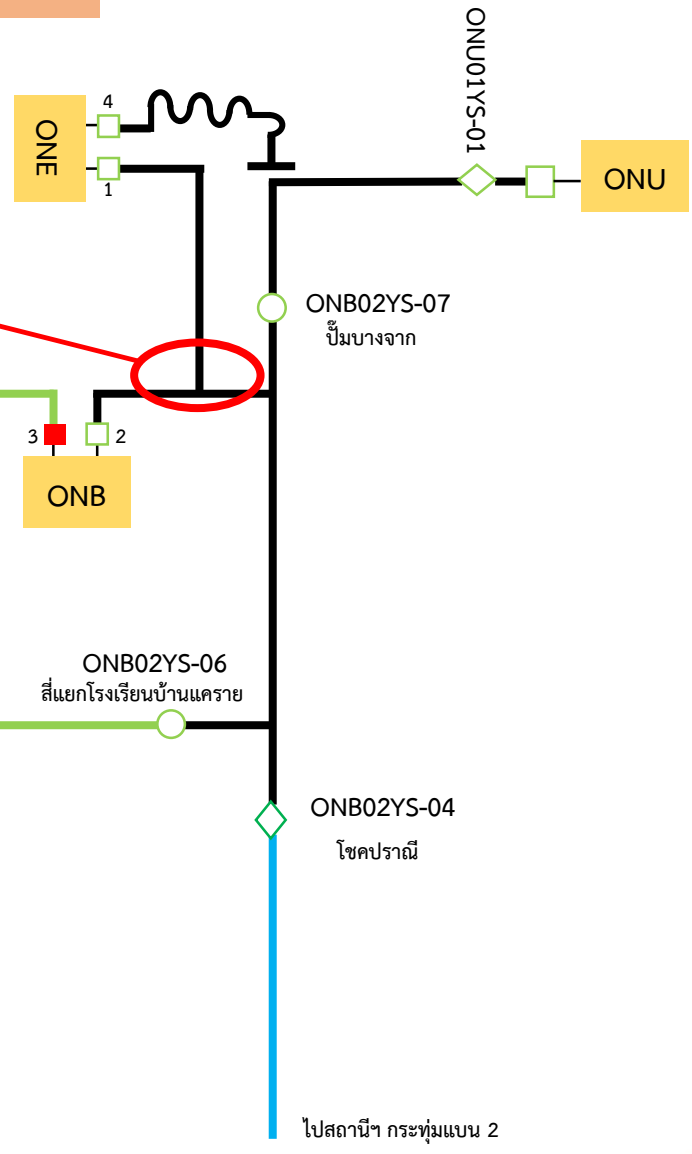 ONU01YS-01
4
ONE
1
ONU
ONB02YS-07
ปั๊มบางจาก
3
2
ONB
ONB02YS-06
สี่แยกโรงเรียนบ้านแคราย
ONB02YS-04
โชคปราณี
ไปสถานีฯ กระทุ่มแบน 2